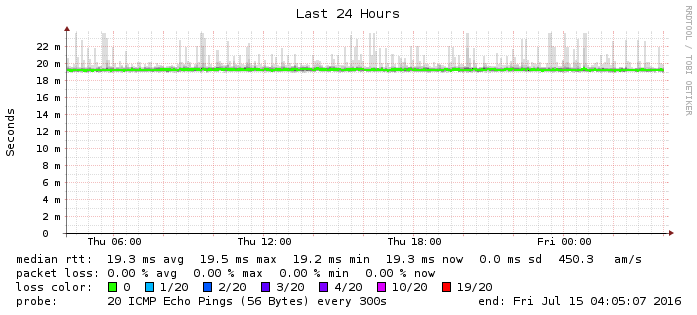 Last 24 Hours
RRDTOOL / TOBI OETIKER
Seconds
22 m
20 m
18 m
16 m
14 m
12 m
10 m
8 m
6 m
4 m
2 m
0
Thu 06:00 Thu 12:00 Thu 18:00 Fri 00:00
median rtt: 19.3 ms avg 19.5 ms max 19.2 ms min 19.3 ms now 0.0 ms sd 450.3 am/s
packet loss: 0.00 % avg 0.00 % max 0.00 % min 0.00 % now
loss color: 0 1/20 2/20 3/20 4/20 10/20 19/20
probe: 20 ICMP Echo Pings (56 Bytes) every 300s end: Fri Jul 15 04:05:07 2016